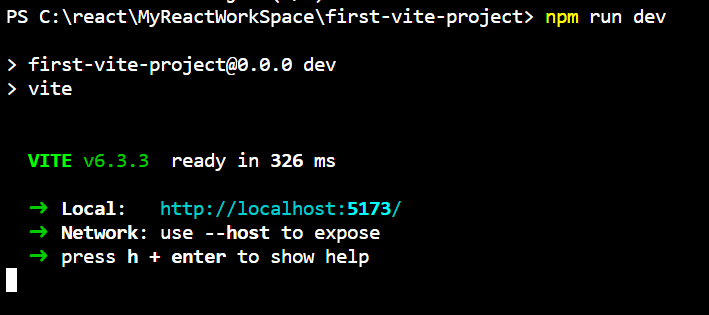 PS C:\react\MyReactWorkSpace\first-vite-project> npm run dev
> first-vite-project@0.0.0 dev
> vite
VITE v6.3.3  ready in 326 ms
➜ Local:   http://localhost:5173/
➜ Network: use --host to expose
➜ press h + enter to show help